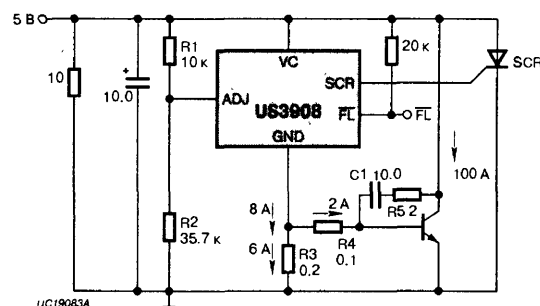 5 В
R1
10 к
VC
20 к
SCR
SCR
10
10.0
+
ADJ
US3908
FL
FL
GND
C1 10.0
100 А
8 А
2 А
R5 2
R2
35.7 к
6 А
R3
0.2
R4
0.1
UC19083A